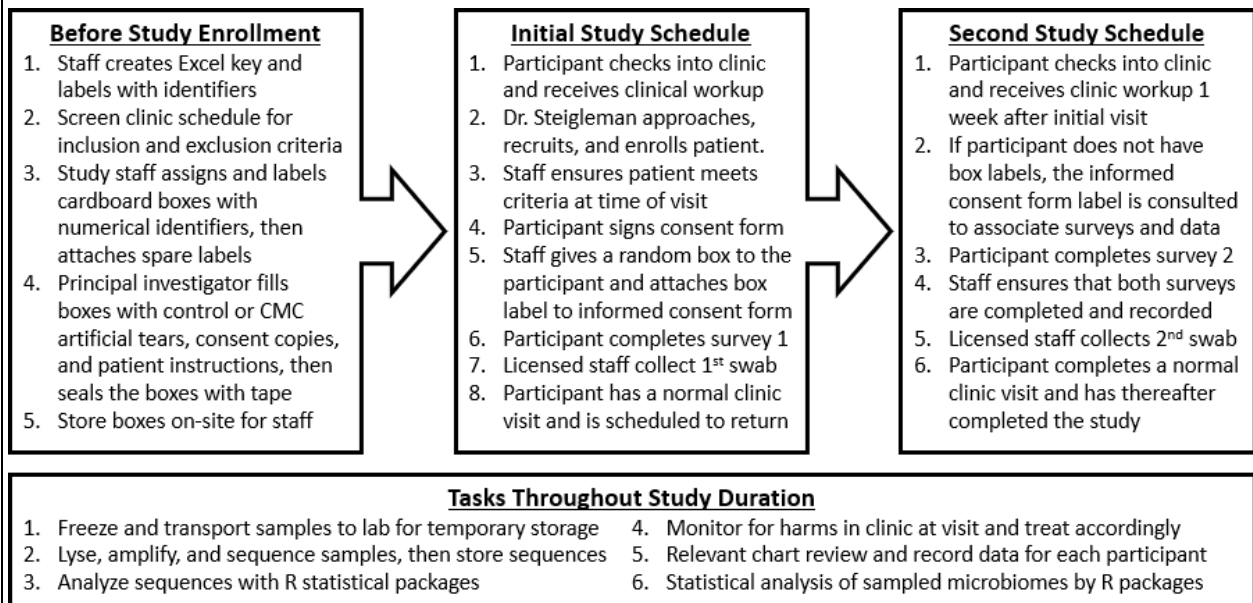 Before Study Enrollment
1. Staff creates Excel key and
labels with identifiers
2. Screen clinic schedule for
inclusion and exclusion criteria
3. Study staff assigns and labels
cardboard boxes with
numerical identifiers, then
attaches spare labels
4. Principal investigator fills
boxes with control or CMC
artificial tears, consent copies,
and patient instructions, then
seals the boxes with tape
5. Store boxes on-site for staff
Initial Study Schedule
1. Participant checks into clinic
and receives clinical workup
2. Dr. Steigleman approaches,
recruits, and enrolls patient.
3. Staff ensures patient meets
criteria at time of visit
4. Participant signs consent form
5. Staff gives a random box to the
participant and attaches box
label to informed consent form
6. Participant completes survey 1
7. Licensed staff collect 1st swab
8. Participant has a normal clinic
visit and is scheduled to return
Second Study Schedule
1. Participant checks into clinic
and receives clinic workup 1
week after initial visit
2. If participant does not have
box labels, the informed
consent form label is consulted
to associate surveys and data
3. Participant completes survey 2
4. Staff ensures that both surveys
are completed and recorded
5. Licensed staff collects 2nd swab
6. Participant completes a normal
clinic visit and has thereafter
completed the study
Tasks Throughout Study Duration
1. Freeze and transport samples to lab for temporary storage
2. Lyse, amplify, and sequence samples, then store sequences
3. Analyze sequences with R statistical packages
4. Monitor for harms in clinic at visit and treat accordingly
5. Relevant chart review and record data for each participant
6. Statistical analysis of sampled microbiomes by R packages